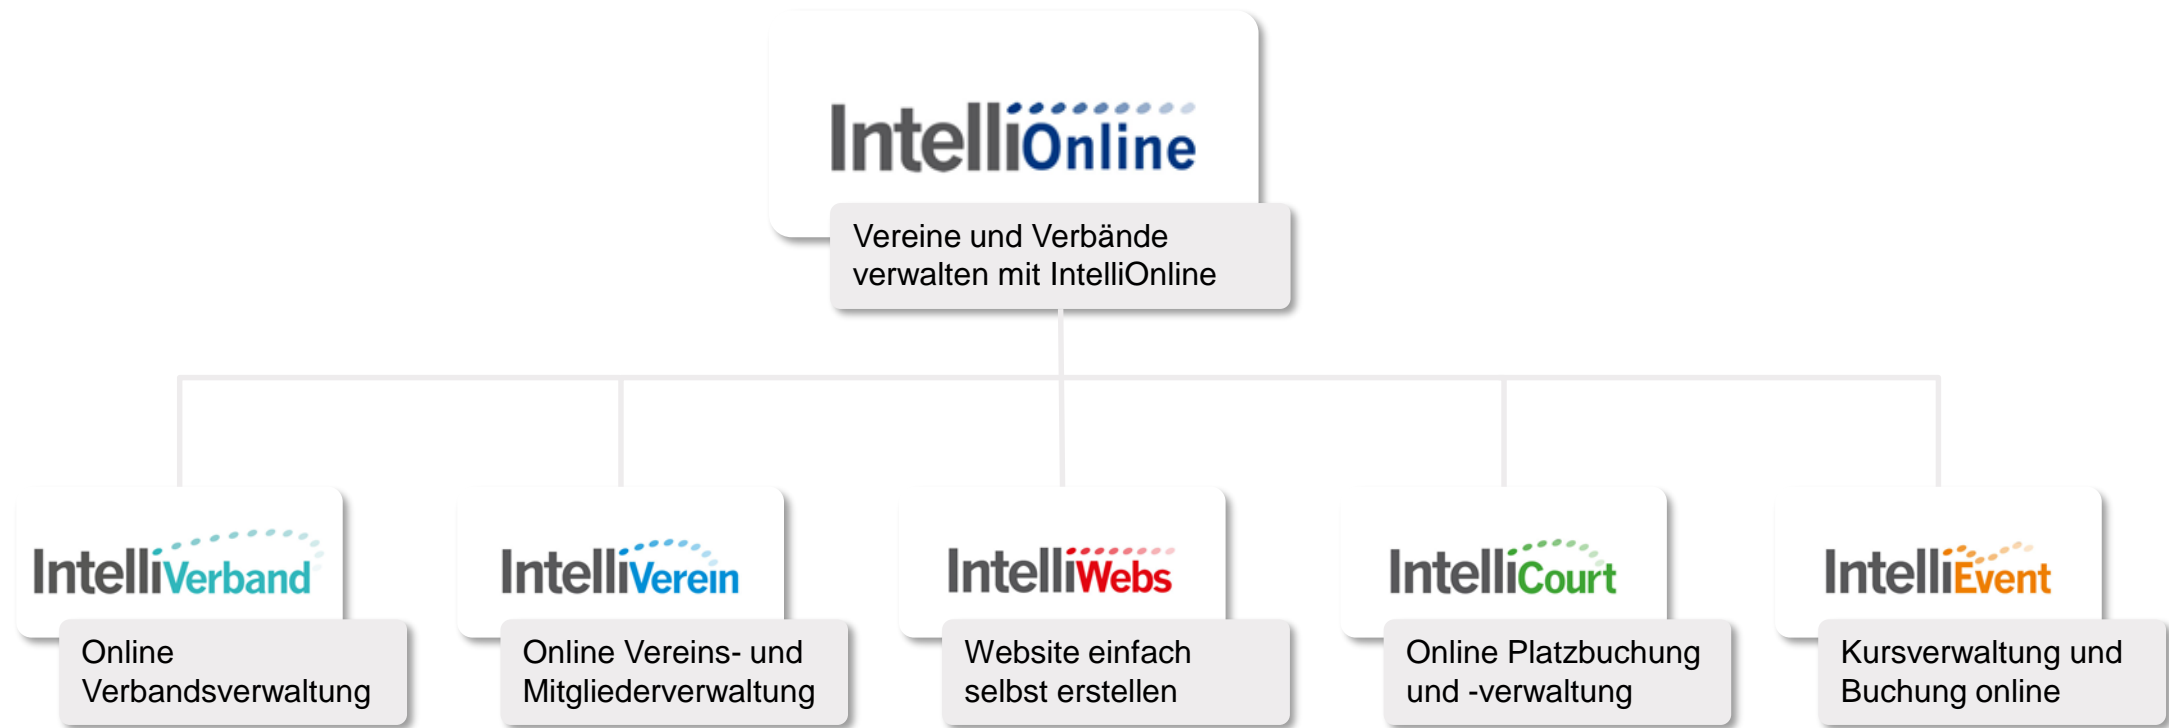 IntelliOnline
Vereine und Verbände
verwalten mit IntelliOnline
IntelliVerband
Online
Verbandsverwaltung
IntelliVerein
Online Vereins- und
Mitgliederverwaltung
IntelliWebs
Website einfach
selbst erstellen
IntelliCourt
Online Platzbuchung
und -verwaltung
IntelliEvent
Kursverwaltung und
Buchung online